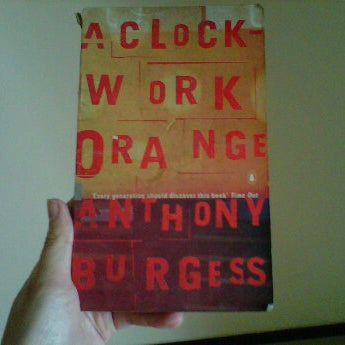 A CLOCK-
WORK
ORANGE
'Every generation should discover this book' Time Out
ANTHONY
BURGESS